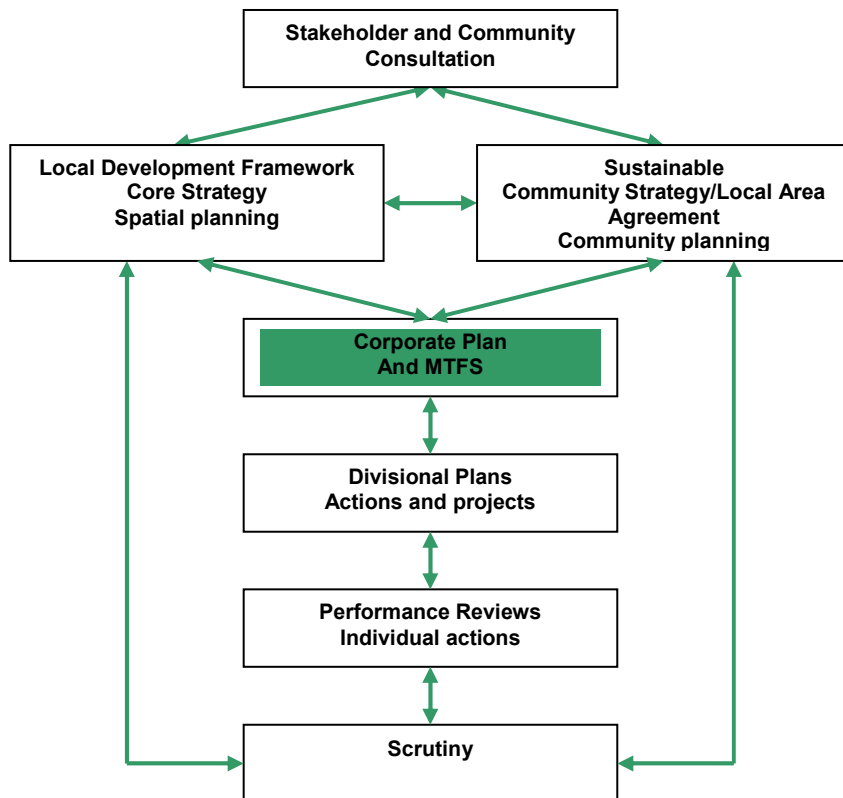 Stakeholder and Community
Consultation
Local Development Framework
Core Strategy
Spatial planning
Sustainable
Community Strategy/Local Area
Agreement
Community planning
Corporate Plan
And MTFS
Divisional Plans
Actions and projects
Performance Reviews
Individual actions
Scrutiny